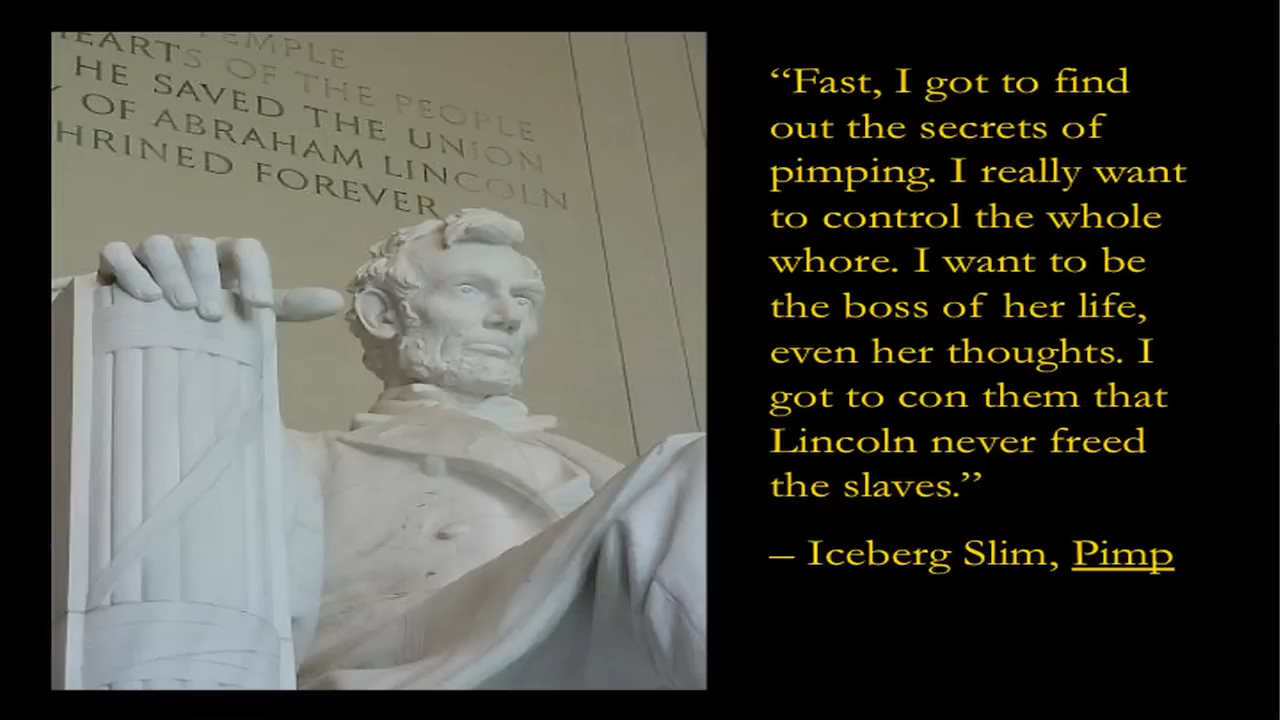 TEMPLE
HEARTS OF THE PEOPLE
HE SAVED THE UNION
OF ABRAHAM LINCOLN
HRINED FOREVER
“Fast, I got to find
out the secrets of
pimping. I really want
to control the whole
whore. I want to be
the boss of her life,
even her thoughts. I
got to con them that
Lincoln never freed
the slaves.”
– Iceberg Slim, Pimp